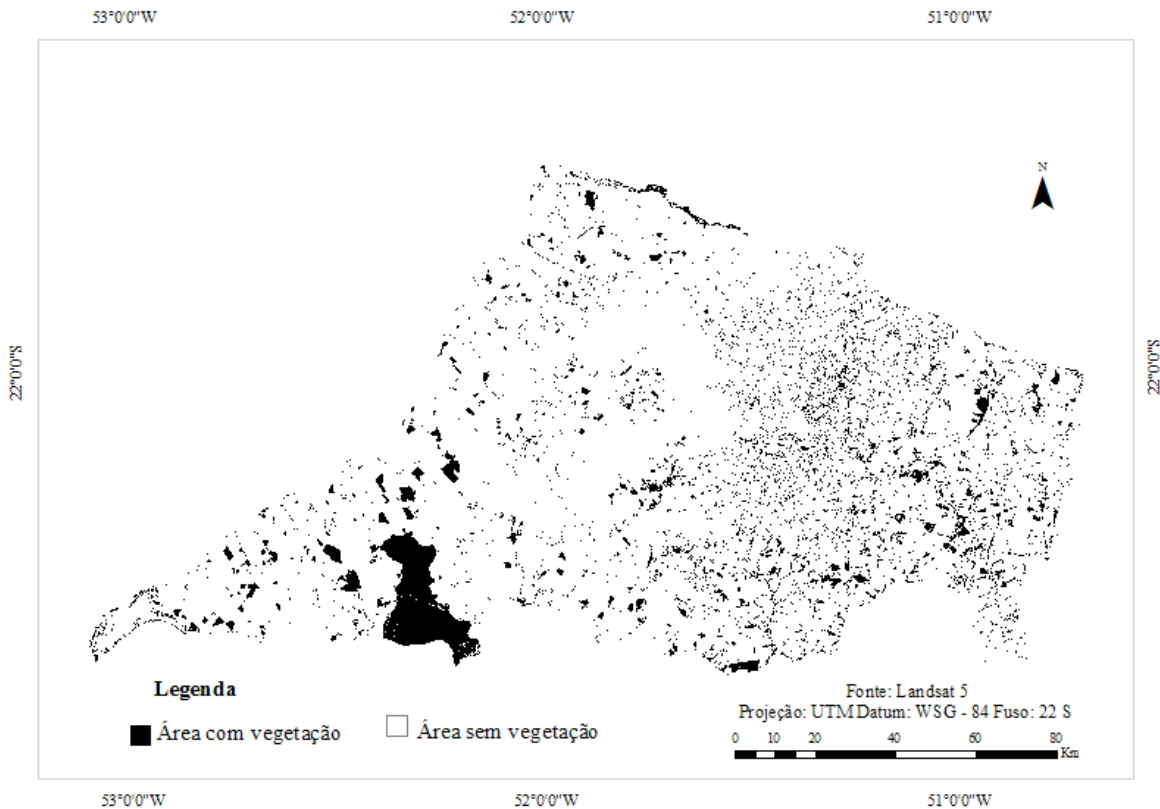 53°0'0"W 52°0'0"W 51°0'0"W
N
22°0'0"S
22°0'0"S
Legenda
Área com vegetação
Área sem vegetação
Fonte: Landsat 5
Projeção: UTM Datum: WSG - 84 Fuso: 22 S
0 10 20 40 60 80
Km
53°0'0"W 52°0'0"W 51°0'0"W